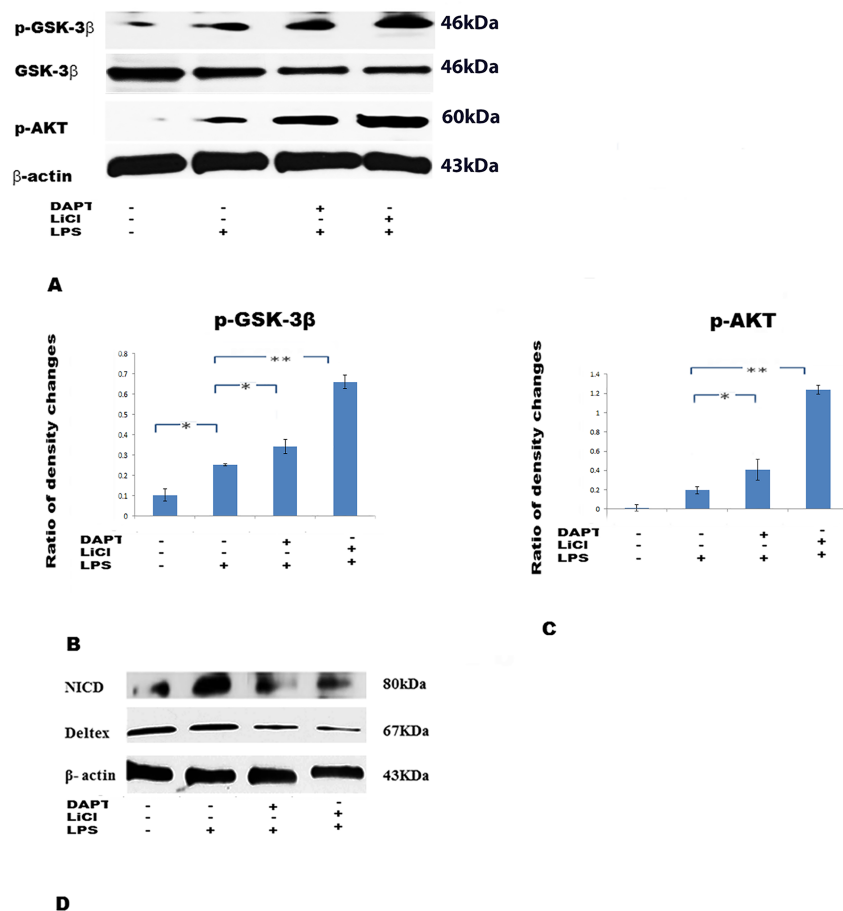 p-GSK-3β 46kDa
GSK-3β 46kDa
p-AKT 60kDa
β-actin 43kDa
DAPT - - + -
LiCl - - - +
LPS - + + +
A
p-GSK-3β
Ratio of density changes
0.8
0.7
0.6
0.5
0.4
0.3
0.2
0.1
0
* * **
DAPT - - + -
LiCl - - - +
LPS - + + +
B
p-AKT
Ratio of density changes
1.4
1.2
1
0.8
0.6
0.4
0.2
0
* **
DAPT - - + -
LiCl - - - +
LPS - + + +
C
NICD 80kDa
Deltex 67KDa
β- actin 43KDa
DAPT - - + -
LiCl - - - +
LPS - + + +
D